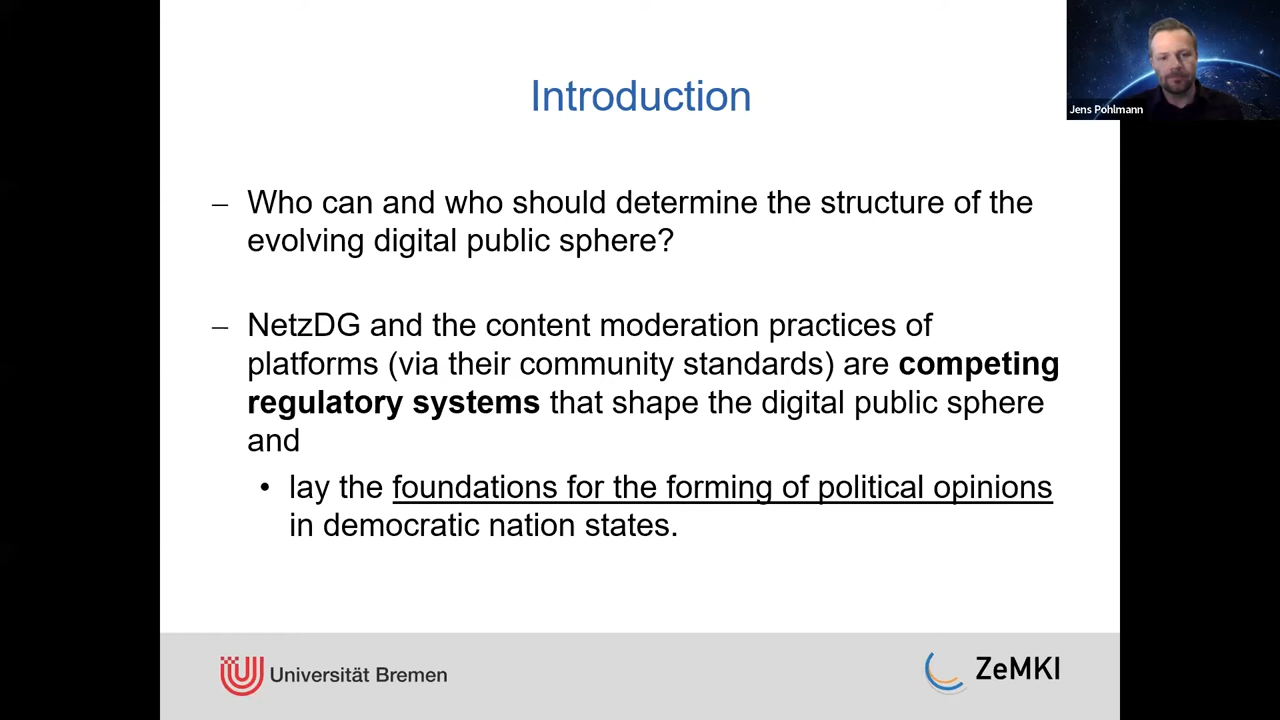 Introduction
Jens Pohlmann
– Who can and who should determine the structure of the
evolving digital public sphere?
– NetzDG and the content moderation practices of
platforms (via their community standards) are competing
regulatory systems that shape the digital public sphere
and
• lay the foundations for the forming of political opinions
in democratic nation states.
Universität Bremen
ZeMKI